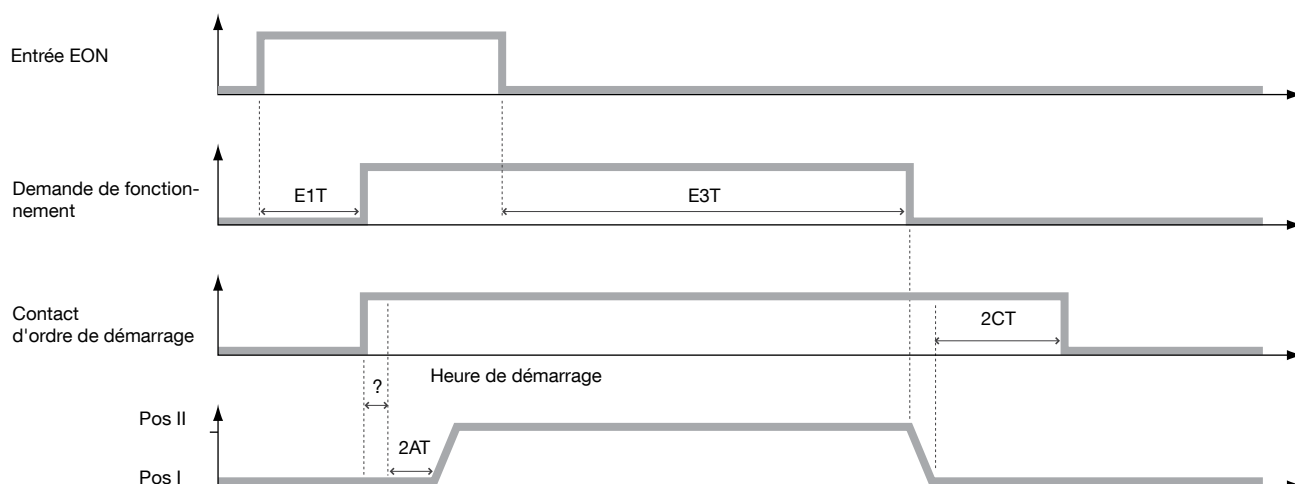 Entrée EON
Demande de fonction-
nement
E1T
E3T
Contact
d'ordre de démarrage
2CT
Heure de démarrage
?
Pos II
2AT
Pos I